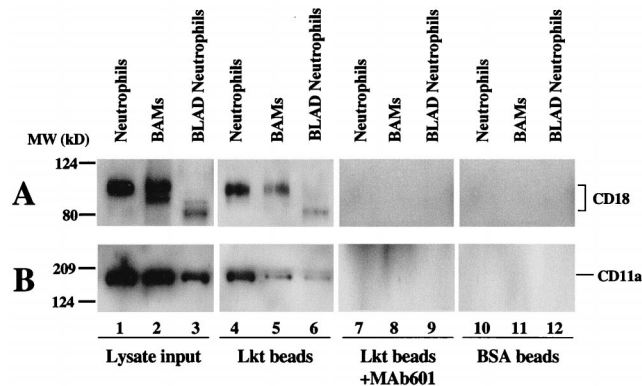 Neutrophils BAMs BLAD Neutrophils Neutrophils BAMs BLAD Neutrophils Neutrophils BAMs BLAD Neutrophils Neutrophils BAMs BLAD Neutrophils
MW (kD)
124
A
CD18
80
209
B
CD11a
124
1 2 3 4 5 6 7 8 9 10 11 12
Lysate input Lkt beads Lkt beads BSA beads
+MAb601